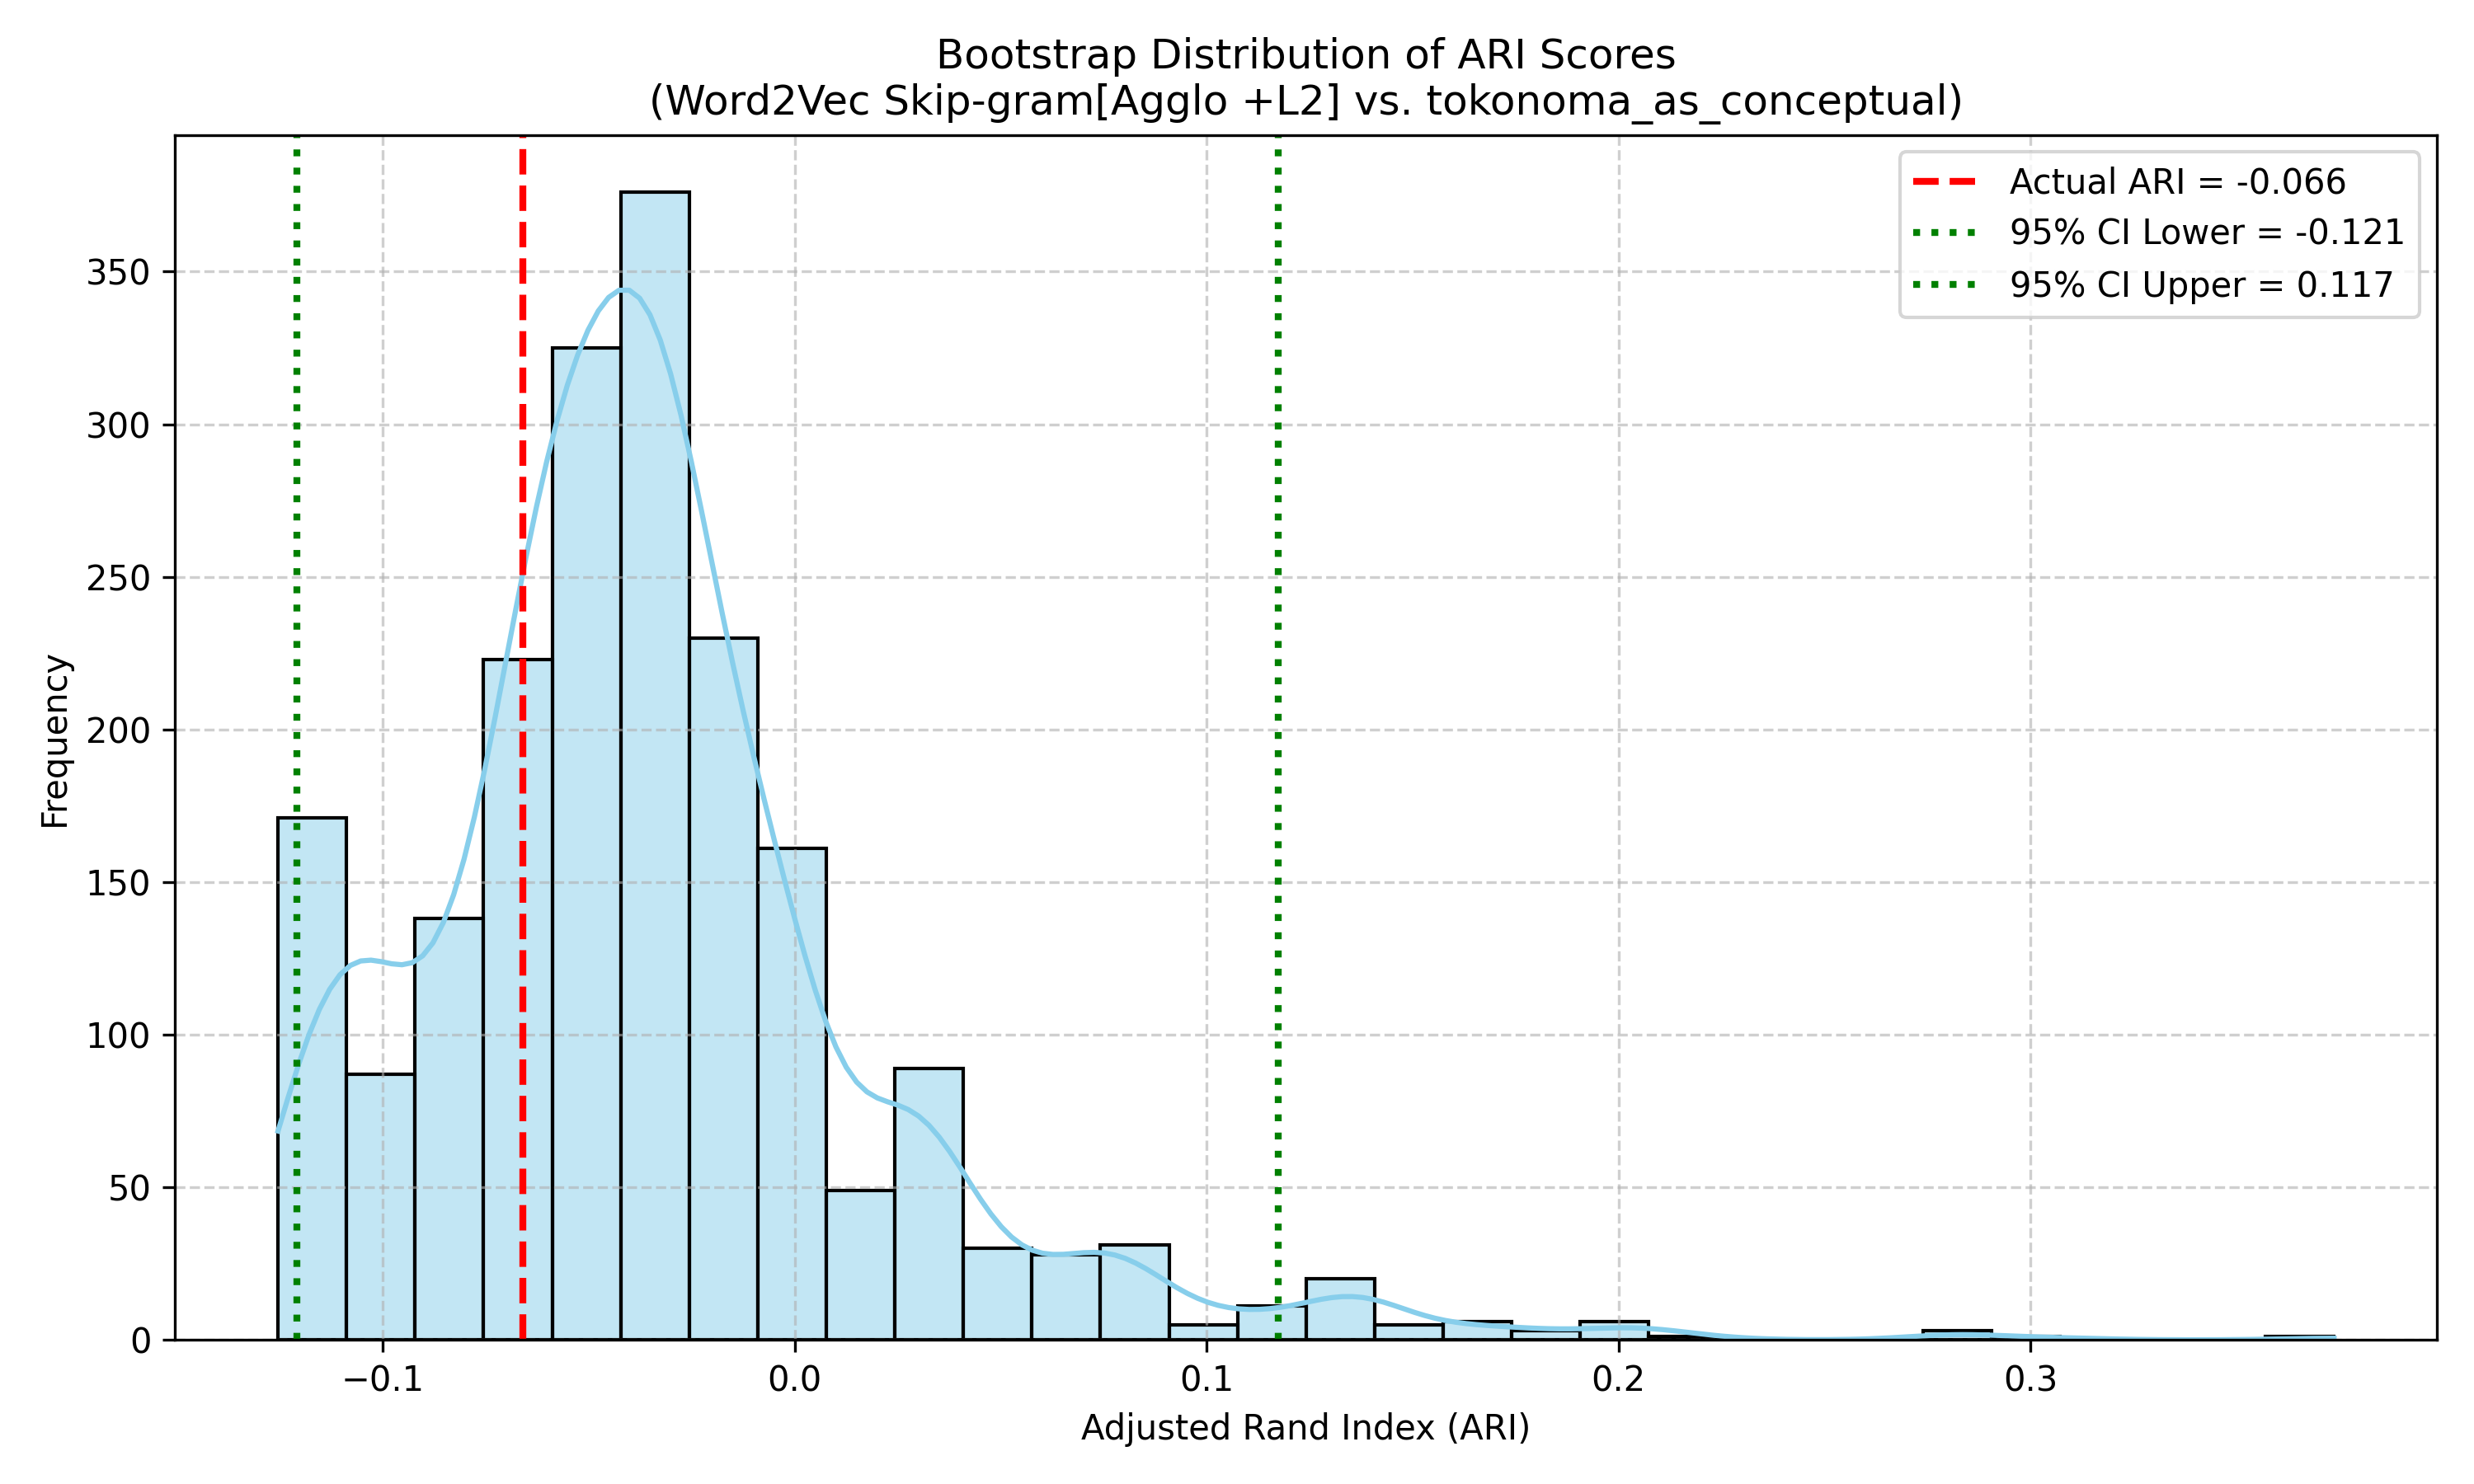 Bootstrap Distribution of ARI Scores
(Word2Vec Skip-gram[Agglo +L2] vs. tokonoma_as_conceptual)
Actual ARI = -0.066
95% CI Lower = -0.121
95% CI Upper = 0.117
Frequency
350
300
250
200
150
100
50
0
−0.1
0.0
0.1
0.2
0.3
Adjusted Rand Index (ARI)